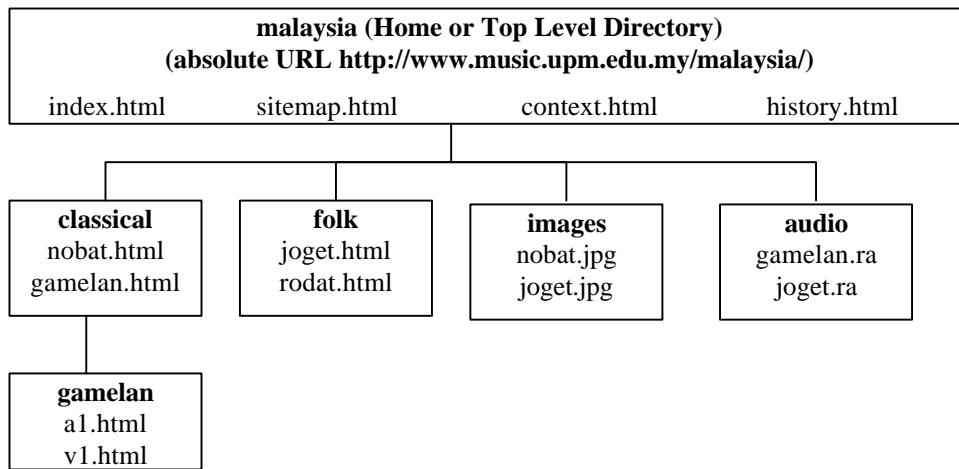 malaysia (Home or Top Level Directory)
(absolute URL http://www.music.upm.edu.my/malaysia/)
index.html sitemap.html context.html history.html
classical
nobat.html
gamelan.html
folk
joget.html
rodat.html
images
nobat.jpg
joget.jpg
audio
gamelan.ra
joget.ra
gamelan
a1.html
v1.html